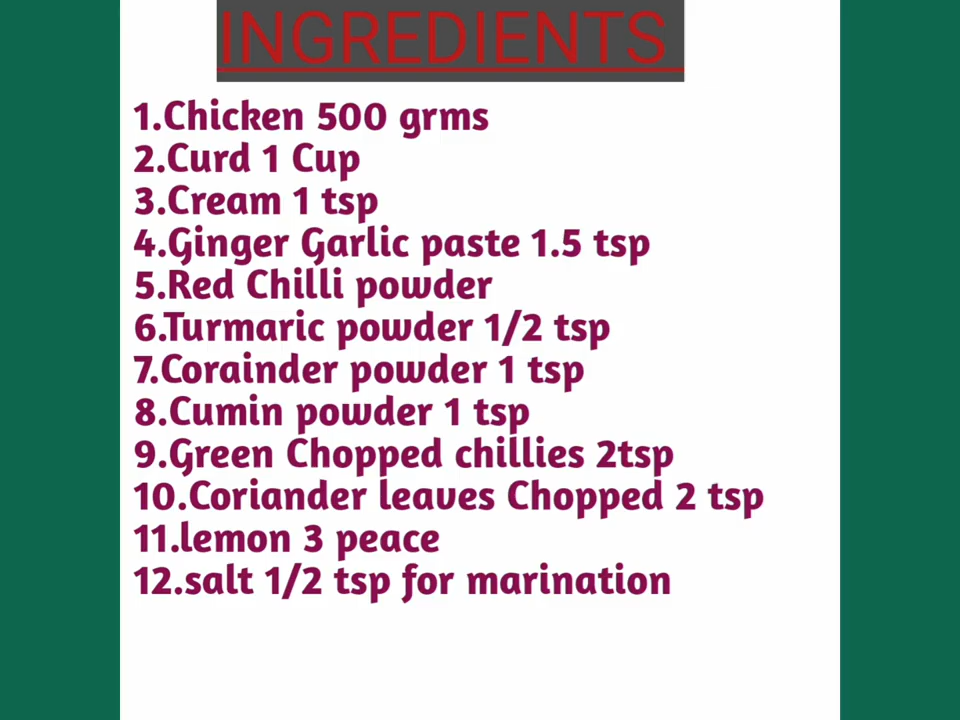 INGREDIENTS
1.Chicken 500 grms
2.Curd 1 Cup
3.Cream 1 tsp
4.Ginger Garlic paste 1.5 tsp
5.Red Chilli powder
6.Turmaric powder 1/2 tsp
7.Corainder powder 1 tsp
8.Cumin powder 1 tsp
9.Green Chopped chillies 2tsp
10.Coriander leaves Chopped 2 tsp
11.lemon 3 peace
12.salt 1/2 tsp for marination